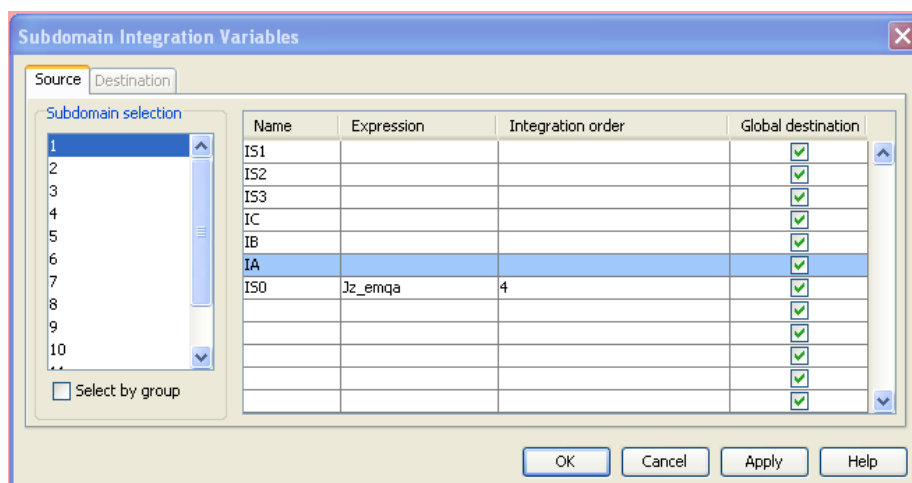 Subdomain Integration Variables
Source Destination
Subdomain selection
1
2
3
4
5
6
7
8
9
10
Select by group
Name Expression Integration order Global destination
IS1
IS2
IS3
IC
IB
IA
IS0 Jz_emqa 4
OK Cancel Apply Help